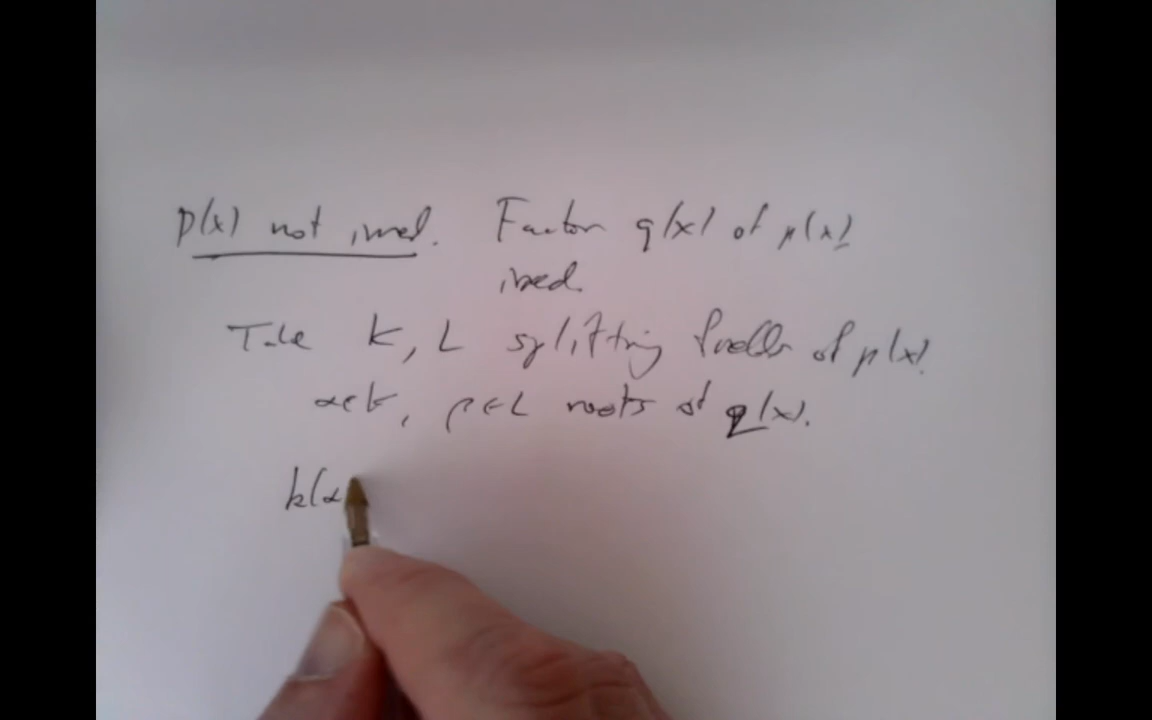 p(x) not irred. Factor q(x) of p(x)
irred.
Take K, L splitting fields of p(x).
α∈K, β∈L roots of q(x).
k(α